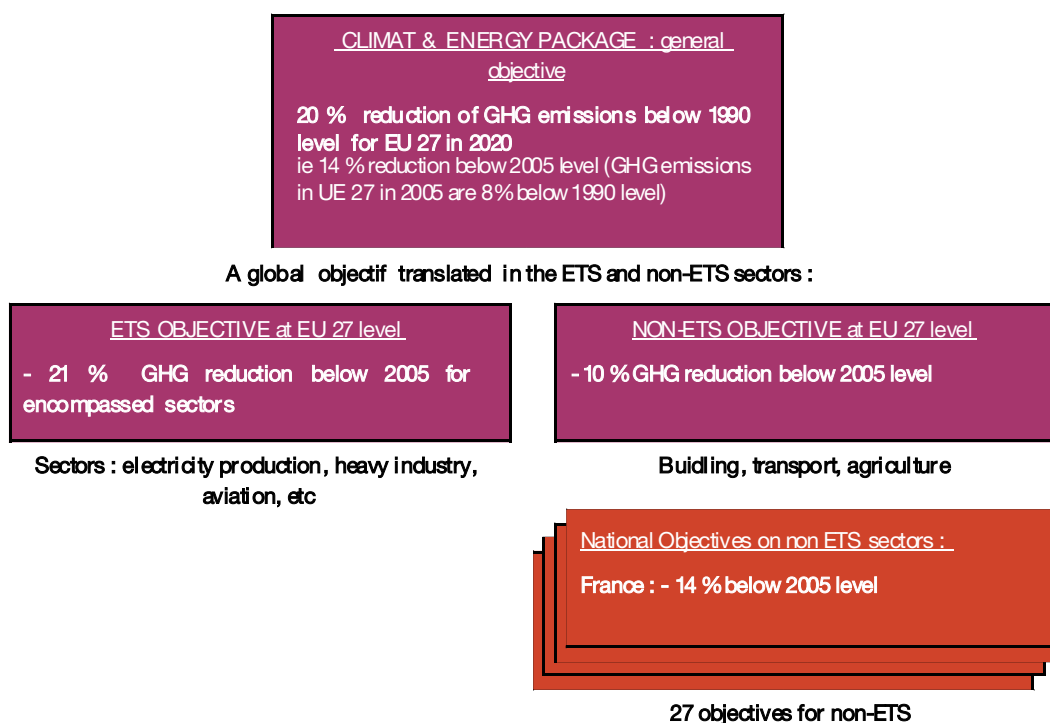 CLIMAT & ENERGY PACKAGE : general
objective
20 % reduction of GHG emissions below 1990
level for EU 27 in 2020
ie 14 % reduction below 2005 level (GHG emissions
in UE 27 in 2005 are 8% below 1990 level)
A global objectif translated in the ETS and non-ETS sectors :
ETS OBJECTIVE at EU 27 level
- 21 % GHG reduction below 2005 for
encompassed sectors
Sectors : electricity production, heavy industry,
aviation, etc
NON-ETS OBJECTIVE at EU 27 level
- 10 % GHG reduction below 2005 level
Buidling, transport, agriculture
National Objectives on non ETS sectors :
France : - 14 % below 2005 level
27 objectives for non-ETS